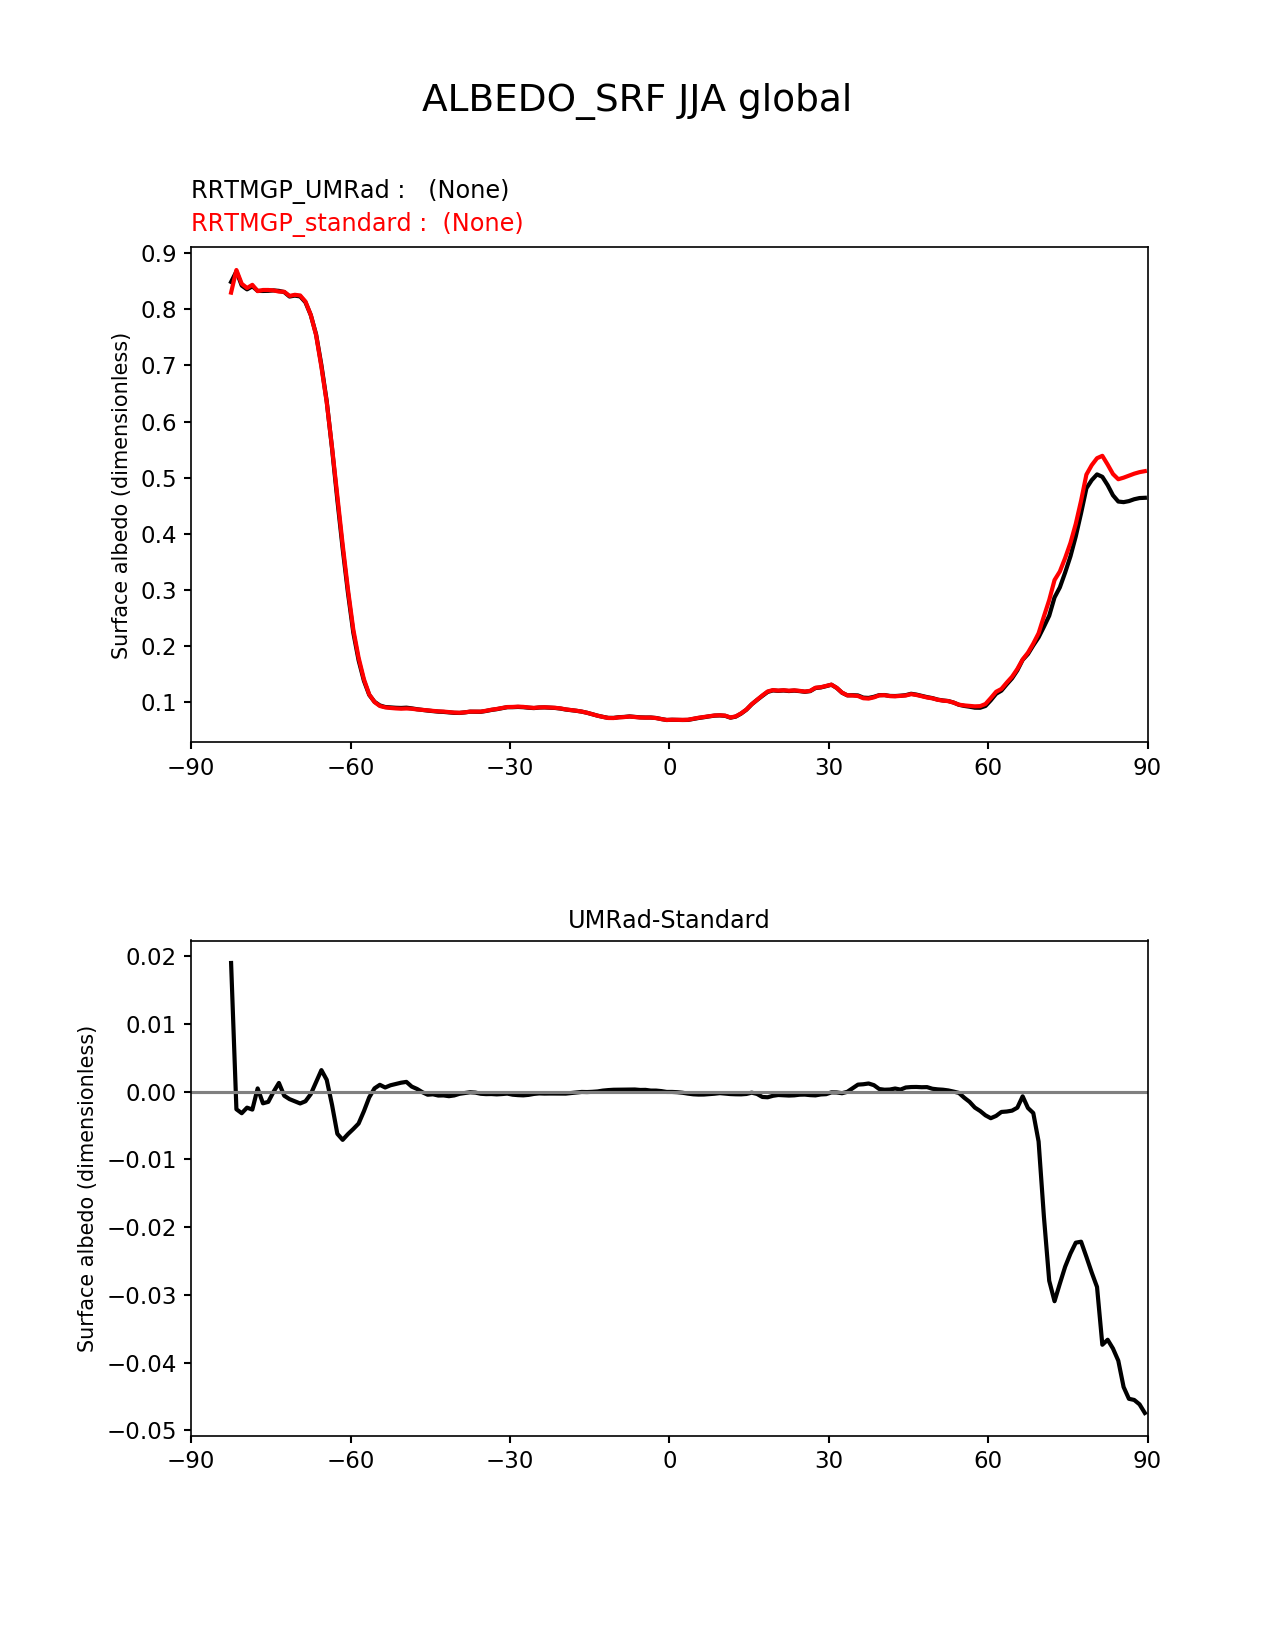 ALBEDO_SRF JJA global
RRTMGP_UMRad :   (None)
RRTMGP_standard :  (None)
0.9
0.8
0.7
0.6
0.5
0.4
0.3
0.2
0.1
Surface albedo (dimensionless)
−90 −60 −30 0 30 60 90
UMRad-Standard
0.02
0.01
0.00
−0.01
−0.02
−0.03
−0.04
−0.05
Surface albedo (dimensionless)
−90 −60 −30 0 30 60 90